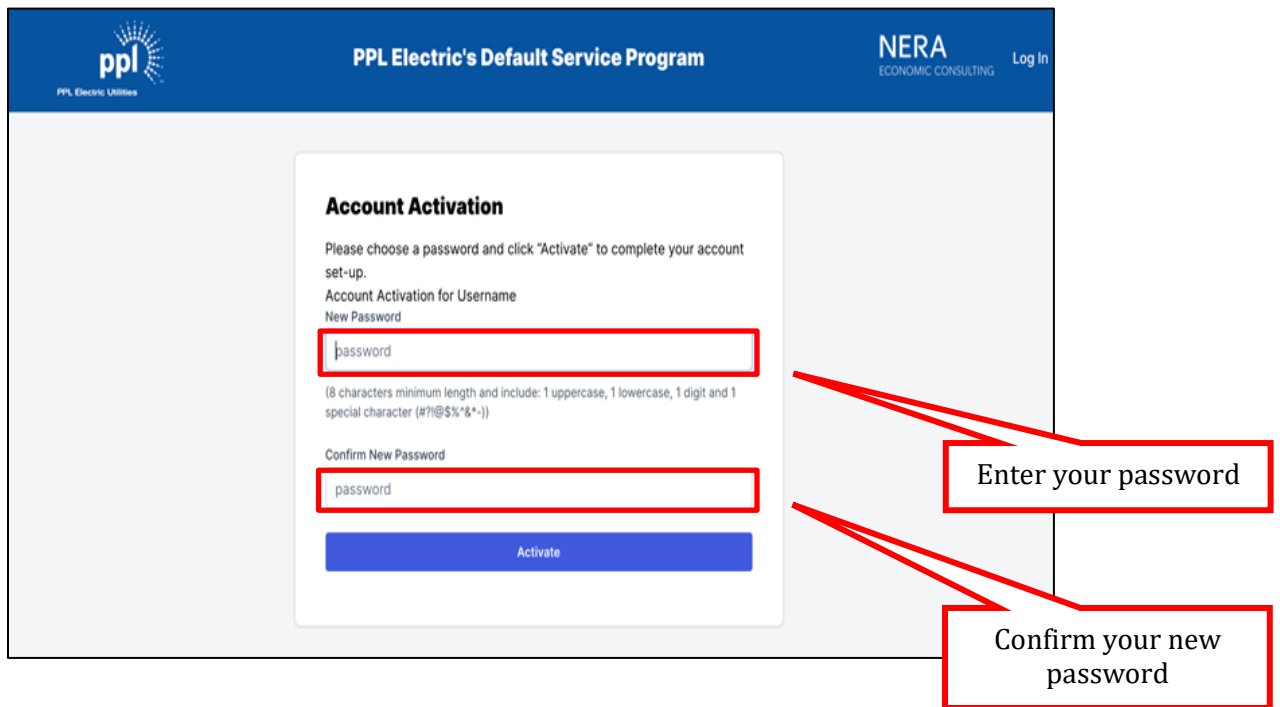 ppl
PPL Electric Utilities
PPL Electric's Default Service Program
NERA
ECONOMIC CONSULTING
Log In
Account Activation
Please choose a password and click "Activate" to complete your account
set-up.
Account Activation for Username
New Password
password
(8 characters minimum length and include: 1 uppercase, 1 lowercase, 1 digit and 1
special character (#?!@$%^&*-))
Confirm New Password
password
Activate
Enter your password
Confirm your new
password